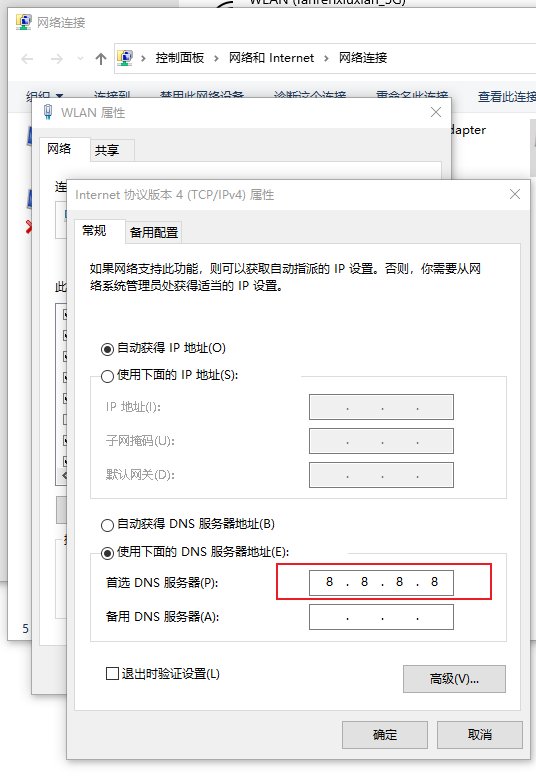 WLAN (fanrenxiuxian_5G)
网络连接
控制面板 > 网络和 Internet > 网络连接
组织 连接到 禁用此网络设备 诊断这个连接 重命名此连接 查看此连接
dapter
WLAN 属性
网络 共享
连
此
Internet 协议版本 4 (TCP/IPv4) 属性
常规 备用配置
如果网络支持此功能，则可以获取自动指派的 IP 设置。否则，你需要从网
络系统管理员处获得适当的 IP 设置。
自动获得 IP 地址(O)
使用下面的 IP 地址(S):
IP 地址(I): . . .
子网掩码(U): . . .
默认网关(D): . . .
自动获得 DNS 服务器地址(B)
使用下面的 DNS 服务器地址(E):
首选 DNS 服务器(P): 8 . 8 . 8 . 8
备用 DNS 服务器(A): . . .
5
退出时验证设置(L)
高级(V)...
确定 取消